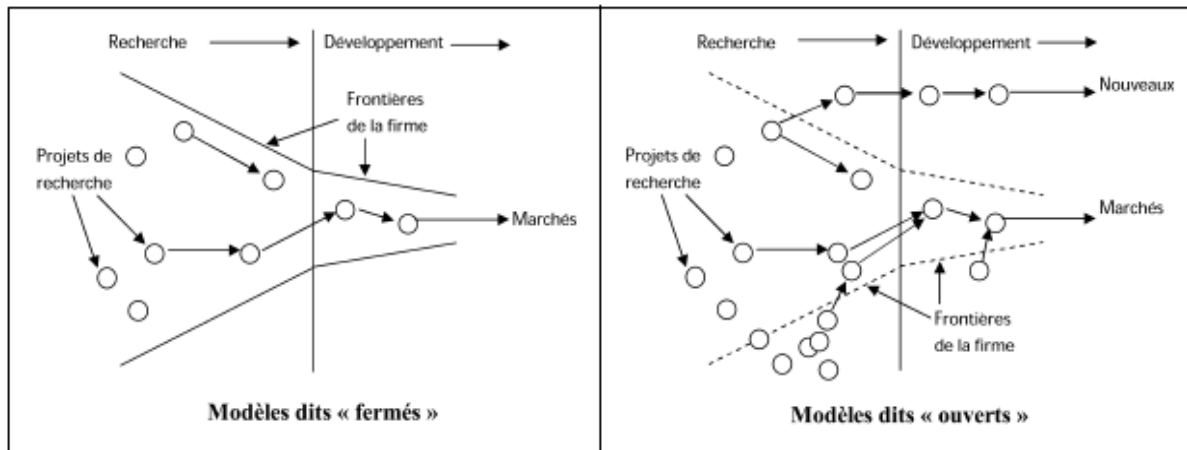 Recherche
Développement
Frontières
de la firme
Projets de
recherche
Marchés
Modèles dits « fermés »
Recherche
Développement
Nouveaux
Projets de
recherche
Marchés
Frontières
de la firme
Modèles dits « ouverts »